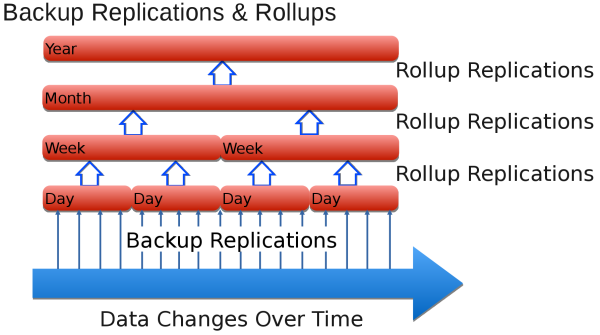 Backup Replications & Rollups
Year
Rollup Replications
Month
Rollup Replications
Week Week
Rollup Replications
Day Day Day Day
Backup Replications
Data Changes Over Time